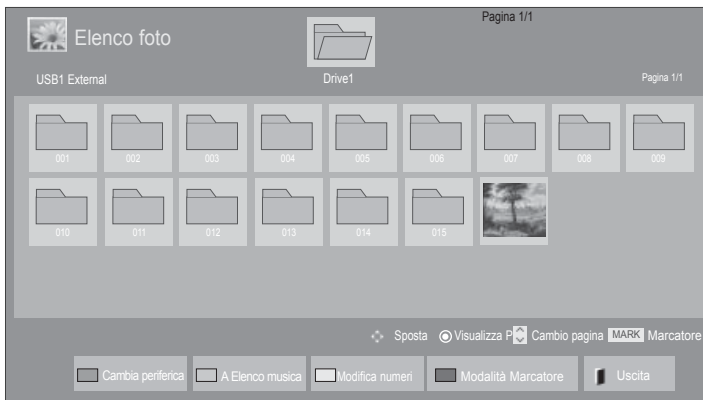 Pagina 1/1
Elenco foto
USB1 External
Drive1
Pagina 1/1
001 002 003 004 005 006 007 008 009
010 011 012 013 014 015
Sposta Visualizza P Cambio pagina MARK Marcatore
Cambia periferica A Elenco musica Modifica numeri Modalità Marcatore Uscita